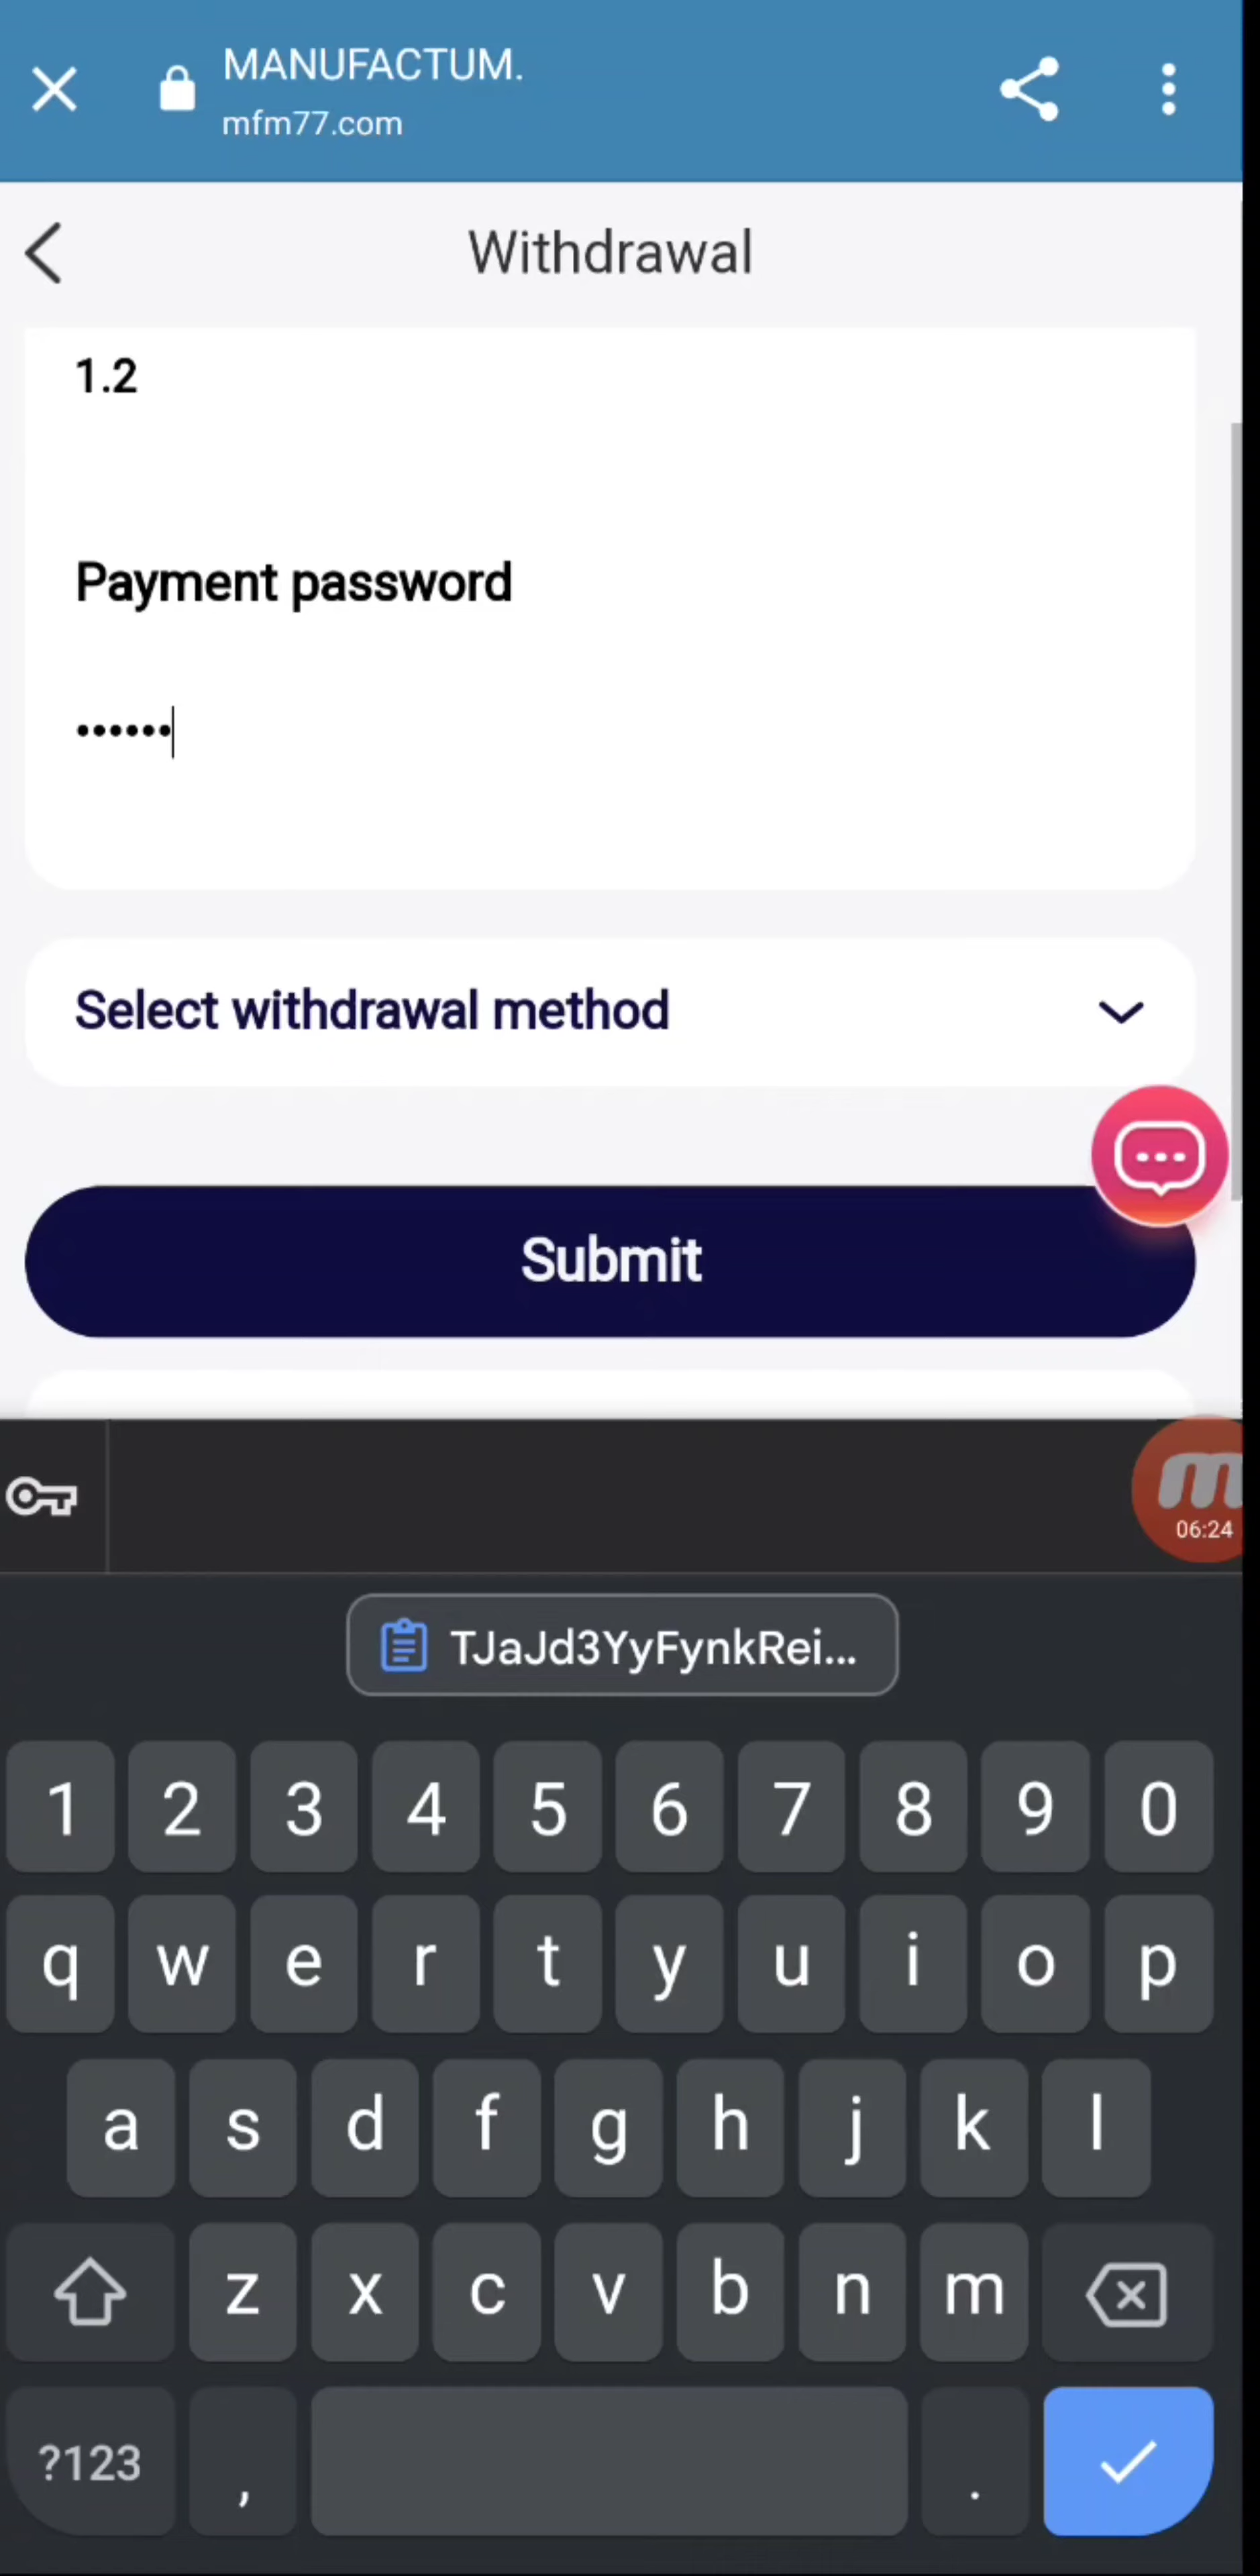 MANUFACTUM.
mfm77.com
Withdrawal
1.2
Payment password
••••••
Select withdrawal method
Submit
06:24
TJaJd3YyFynkRei...
1 2 3 4 5 6 7 8 9 0
q w e r t y u i o p
a s d f g h j k l
z x c v b n m
?123 , .